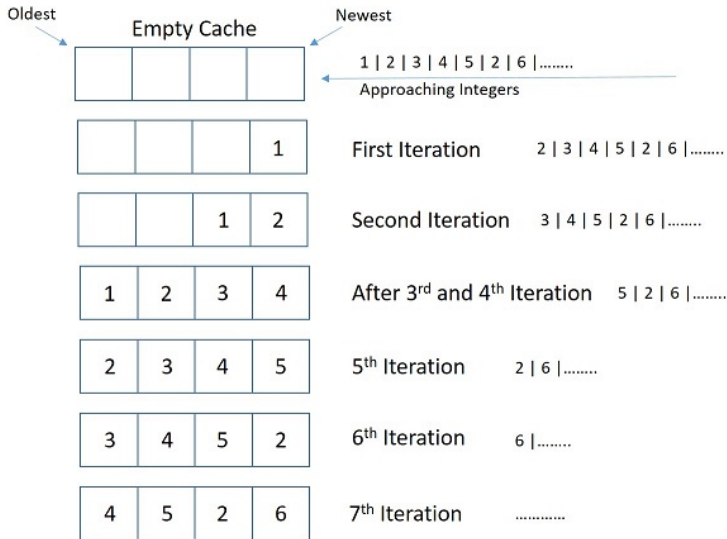 Oldest
Newest
Empty Cache
1 | 2 | 3 | 4 | 5 | 2 | 6 |........
Approaching Integers
1
First Iteration 2 | 3 | 4 | 5 | 2 | 6 |........
1 2
Second Iteration 3 | 4 | 5 | 2 | 6 |........
1 2 3 4
After 3rd and 4th Iteration 5 | 2 | 6 |........
2 3 4 5
5th Iteration 2 | 6 |........
3 4 5 2
6th Iteration 6 |........
4 5 2 6
7th Iteration ............